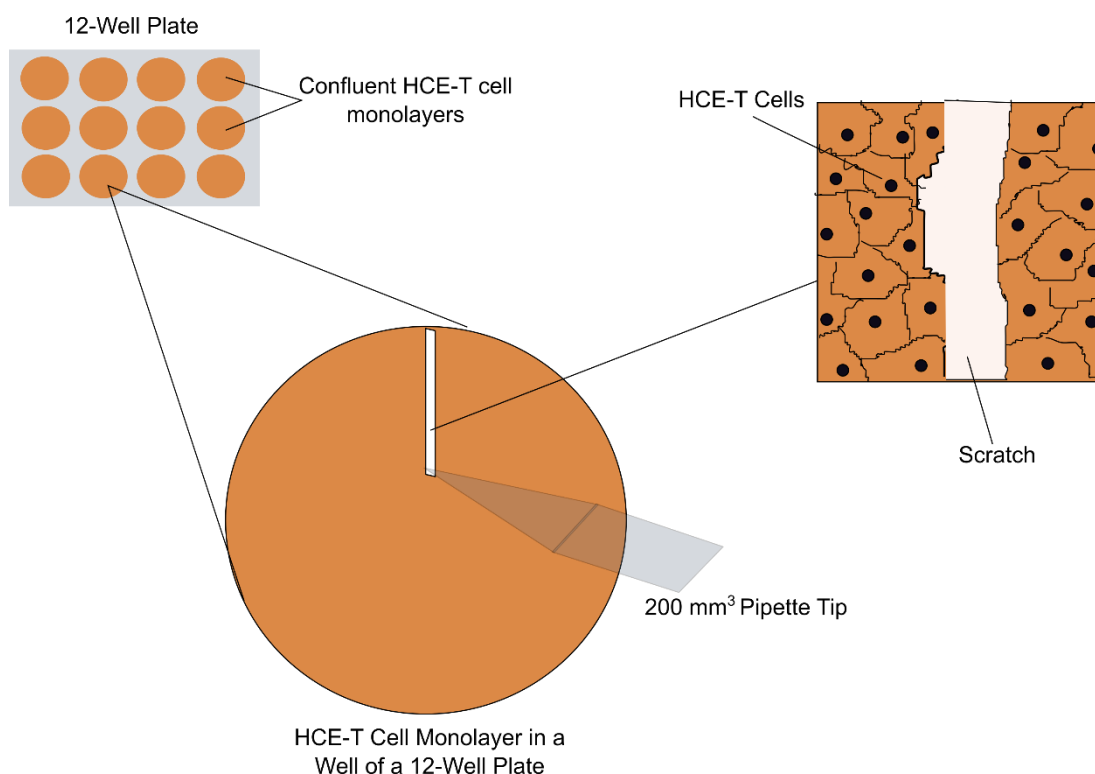 12-Well Plate
Confluent HCE-T cell
monolayers
HCE-T Cells
Scratch
200 mm³ Pipette Tip
HCE-T Cell Monolayer in a
Well of a 12-Well Plate